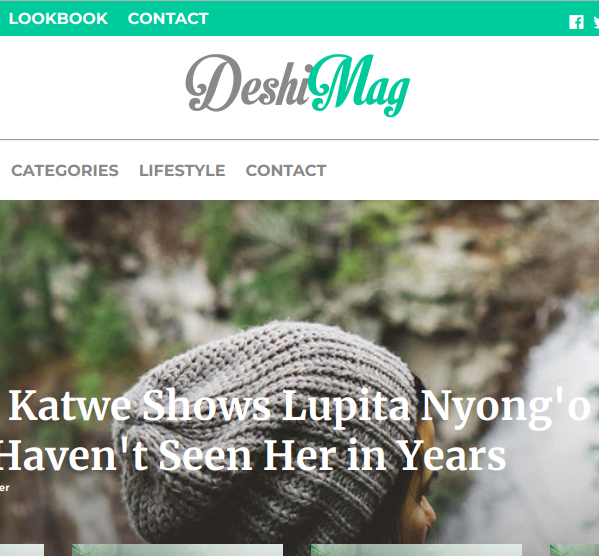 LOOKBOOK CONTACT
DeshiMag
CATEGORIES LIFESTYLE CONTACT
Katwe Shows Lupita Nyong'o
Haven't Seen Her in Years
er